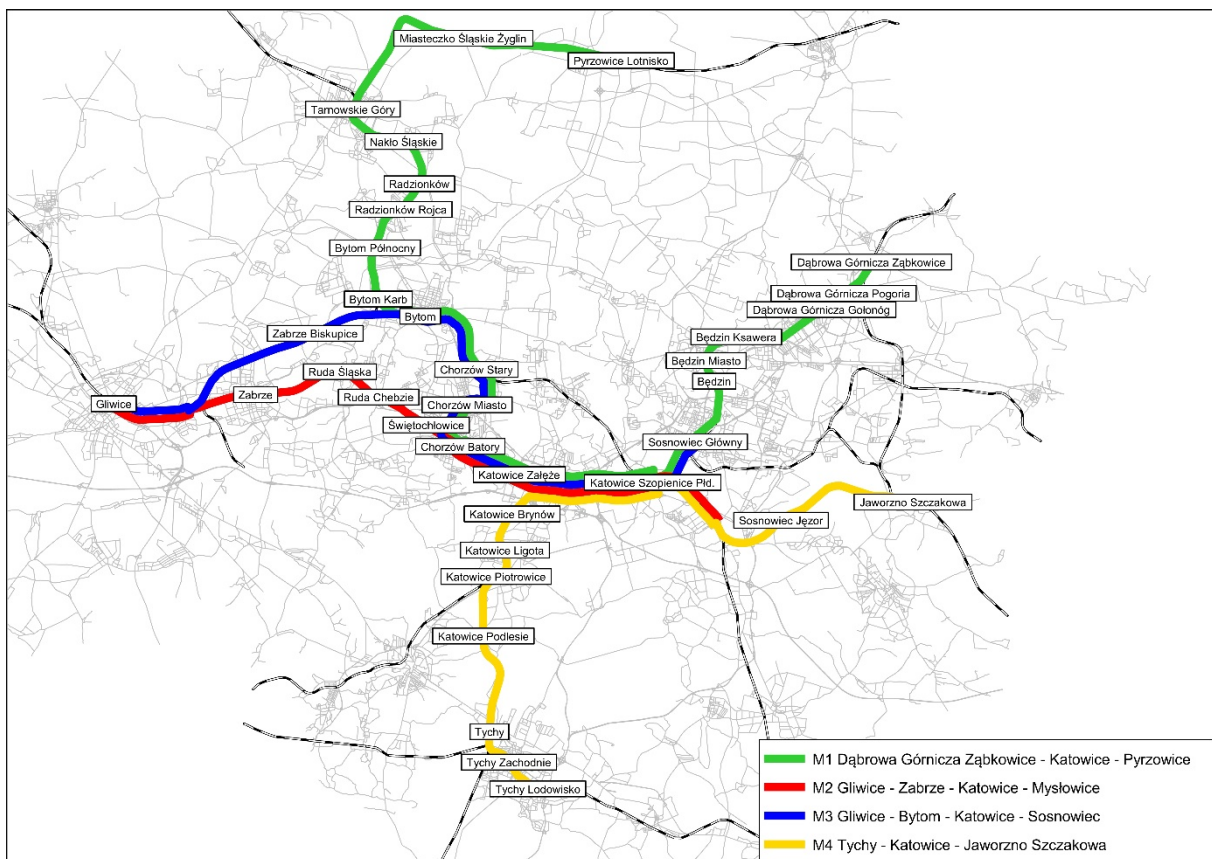 Miasteczko Śląskie Żyglin
Pyrzowice Lotnisko
Tarnowskie Góry
Nakło Śląskie
Radzionków
Radzionków Rojca
Bytom Północny
Dąbrowa Górnicza Ząbkowice
Dąbrowa Górnicza Pogoria
Bytom Karb
Dąbrowa Górnicza Gołonóg
Bytom
Zabrze Biskupice
Będzin Ksawera
Będzin Miasto
Chorzów Stary
Ruda Śląska
Będzin
Zabrze
Ruda Chebzie
Gliwice
Chorzów Miasto
Świętochłowice
Sosnowiec Główny
Chorzów Batory
Katowice Załęże
Katowice Szopienice Płd.
Jaworzno Szczakowa
Katowice Brynów
Sosnowiec Jęzor
Katowice Ligota
Katowice Piotrowice
Katowice Podlesie
Tychy
Tychy Zachodnie
Tychy Lodowisko
M1 Dąbrowa Górnicza Ząbkowice - Katowice - Pyrzowice
M2 Gliwice - Zabrze - Katowice - Mysłowice
M3 Gliwice - Bytom - Katowice - Sosnowiec
M4 Tychy - Katowice - Jaworzno Szczakowa